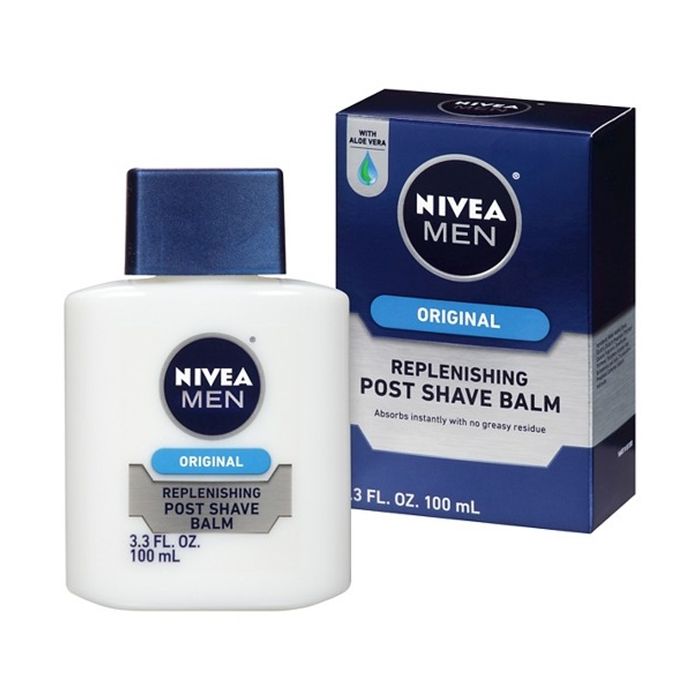 NIVEA
MEN
®
WITH
ALOE VERA
NIVEA
MEN
®
ORIGINAL
REPLENISHING
POST SHAVE BALM
Absorbs instantly with no greasy residue
.3 FL. OZ. 100 mL
NIVEA
MEN
®
ORIGINAL
REPLENISHING
POST SHAVE
BALM
3.3 FL. OZ.
100 mL